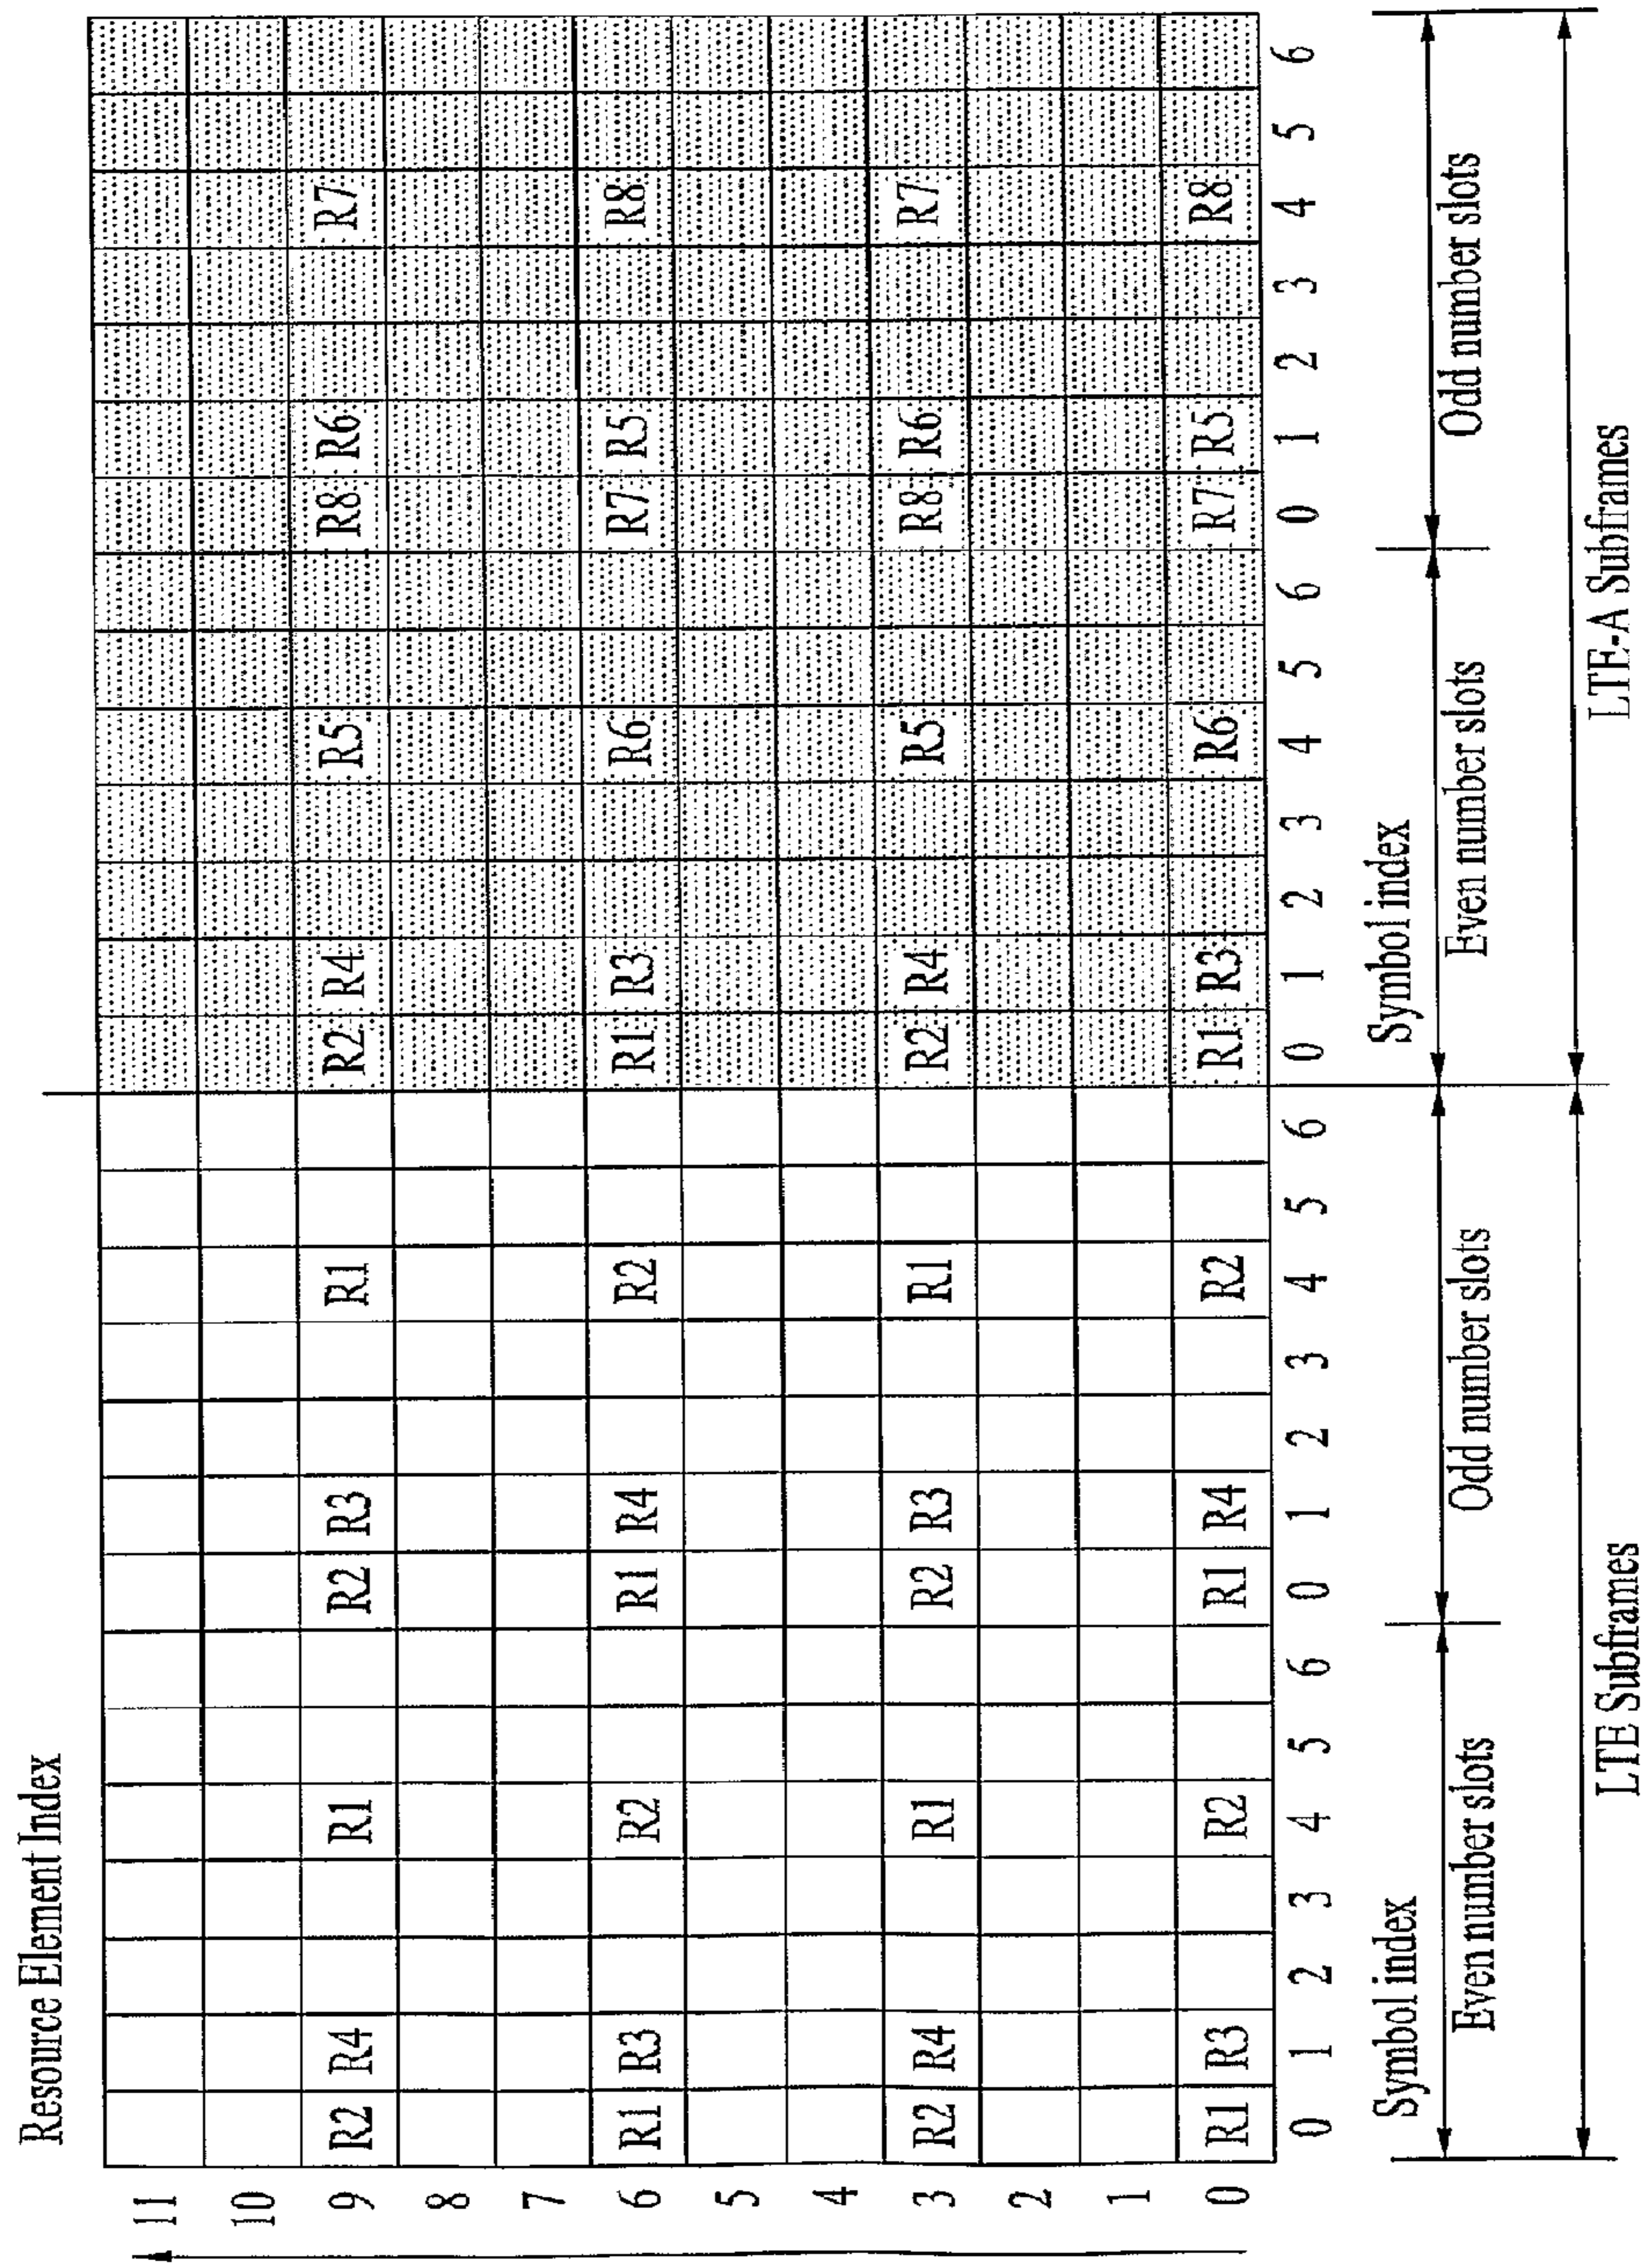 Resource Element Index
11
10
9 R2 R4 R1 R2 R3 R1 R2 R4 R5 R8 R6 R7
8
7
6 R1 R3 R2 R1 R4 R2 R1 R3 R6 R7 R5 R8
5
4
3 R2 R4 R1 R2 R3 R1 R2 R4 R5 R8 R6 R7
2
1
0 R1 R3 R2 R1 R4 R2 R1 R3 R6 R7 R5 R8
0 1 2 3 4 5 6 0 1 2 3 4 5 6 0 1 2 3 4 5 6 0 1 2 3 4 5 6
Symbol index Symbol index
Even number slots Odd number slots Even number slots Odd number slots
LTE Subframes LTE-A Subframes